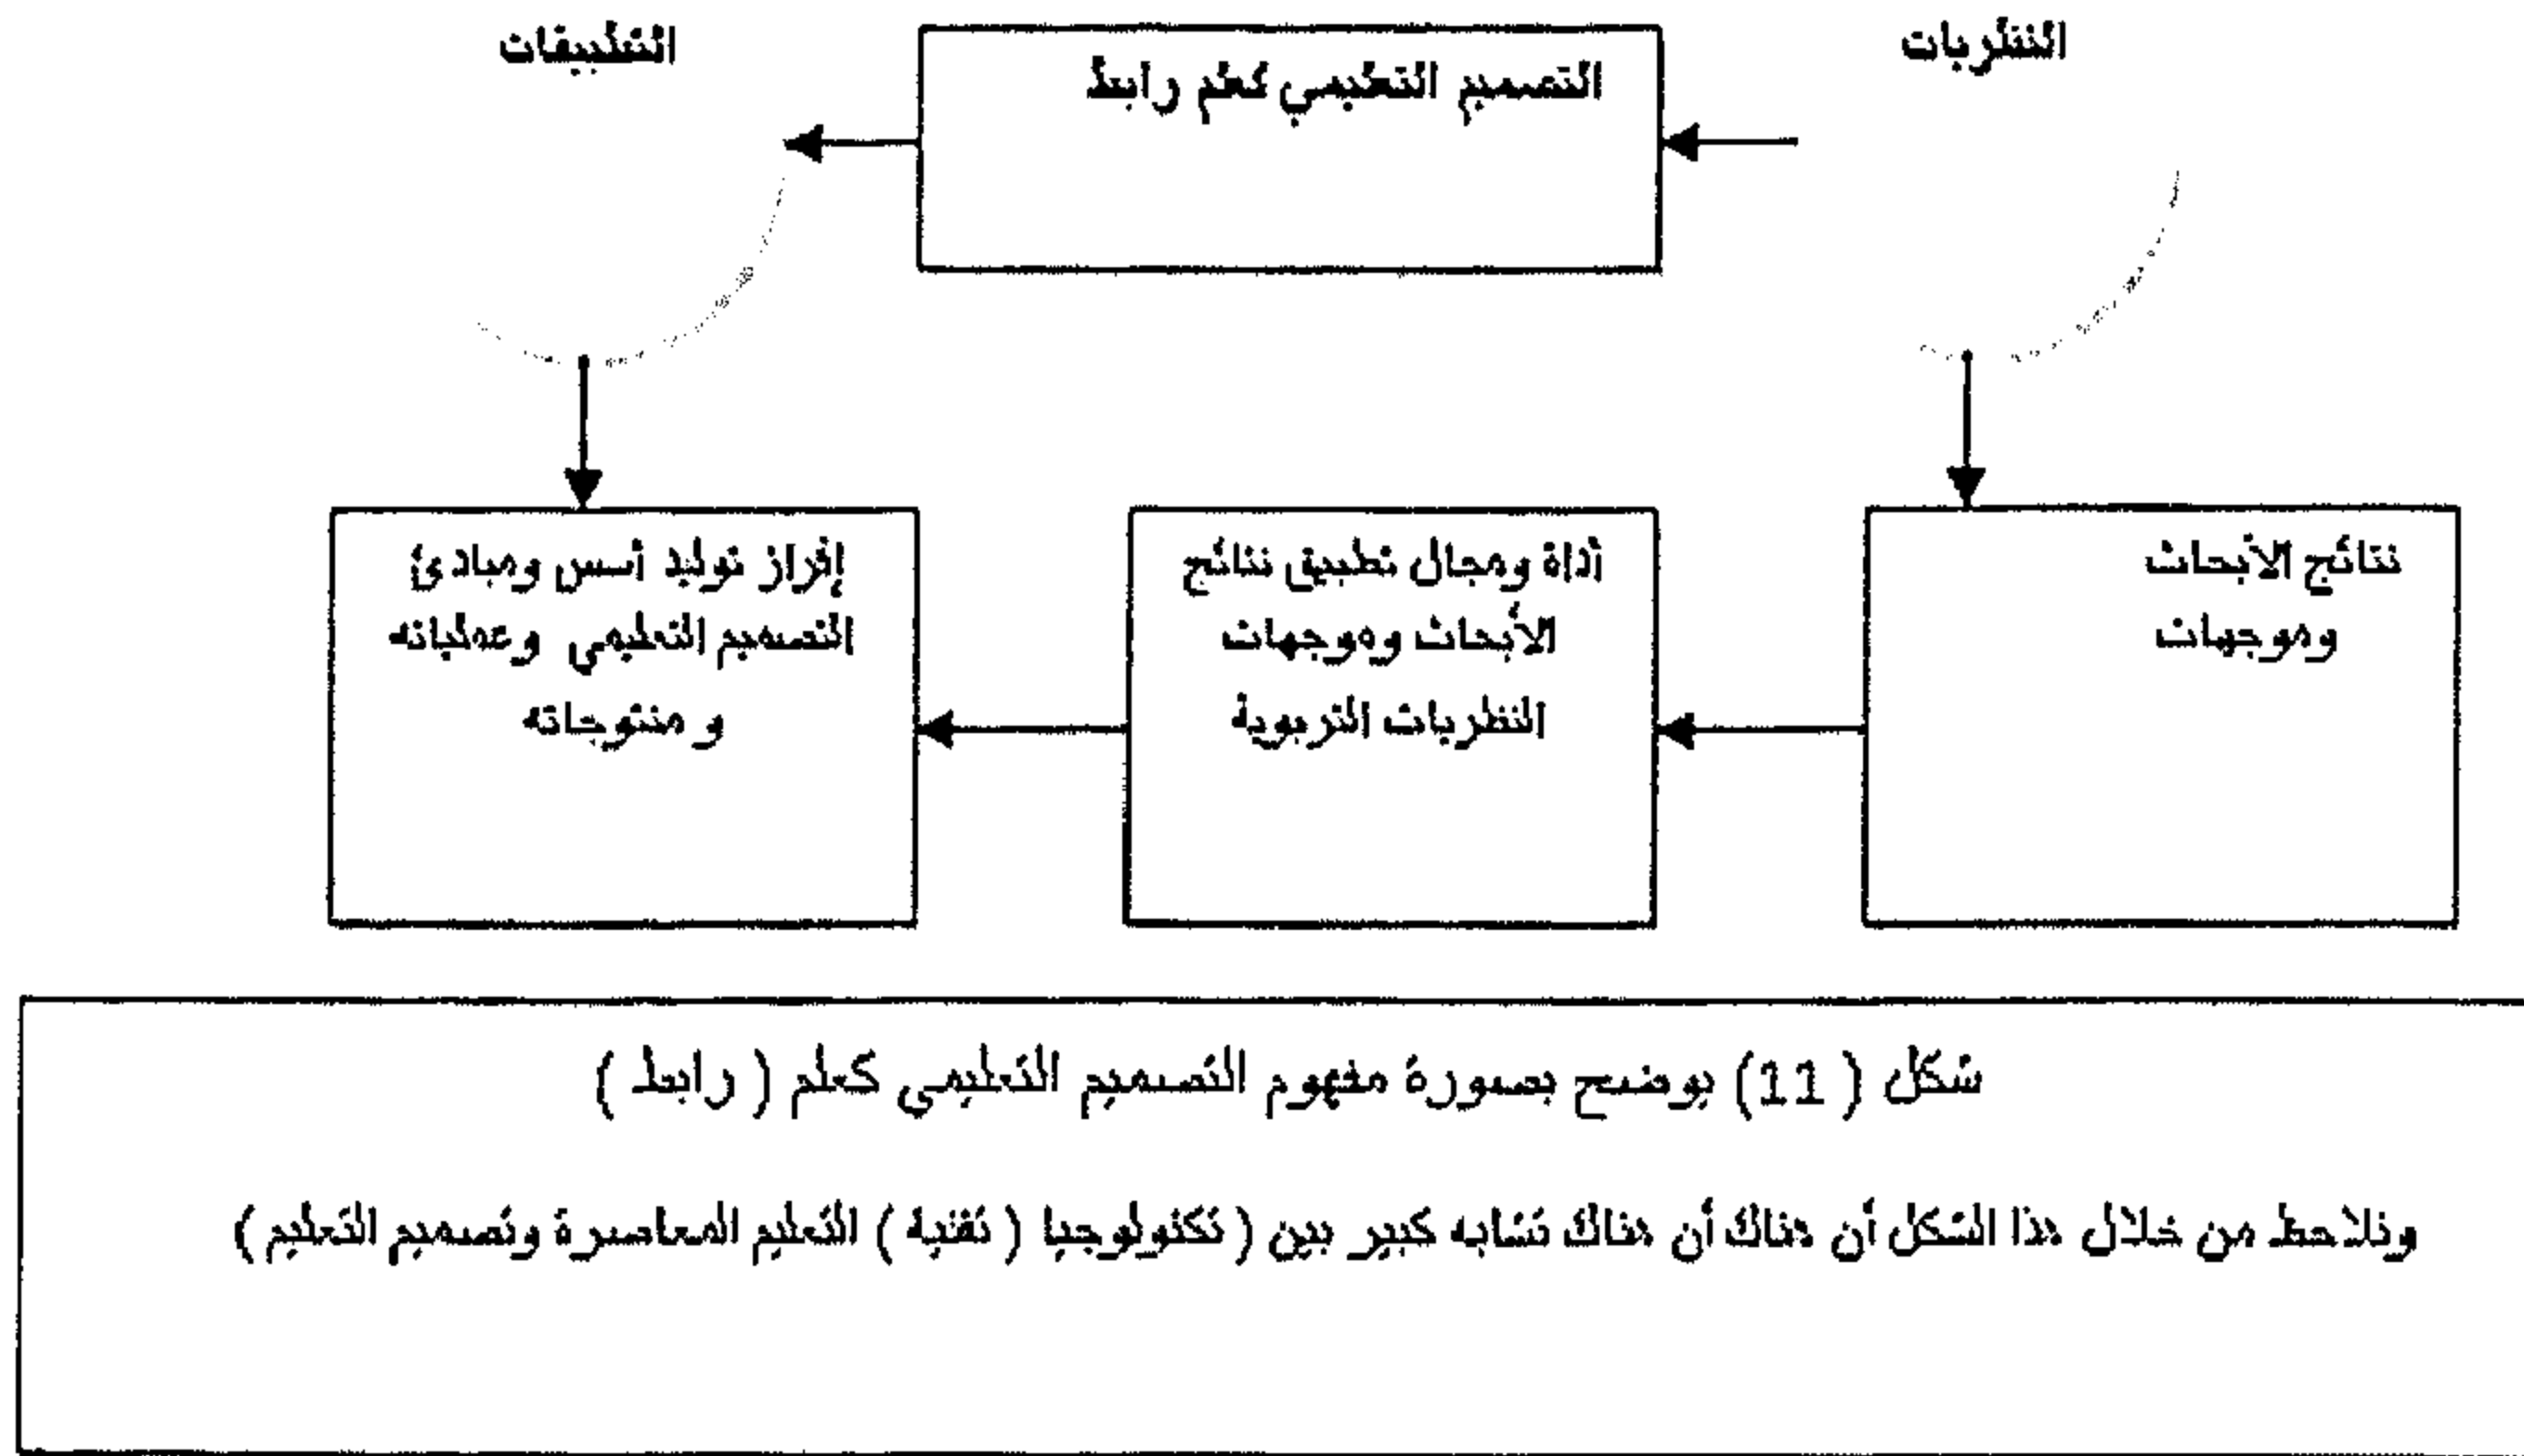 النظريات
التصميم التعليمي كعلم رابط
التطبيقات
نتائج الأبحاث
وموجهات
أداة ومجال تطبيق نتائج
الأبحاث وموجهات
النظريات التربوية
إفراز توليد أسس ومبادئ
التصميم التعليمي وعملياته
و منتوجاته
شكل ( 11) يوضح بصورة مفهوم التصميم التعليمي كعلم ( رابط )
ونلاحظ من خلال هذا الشكل أن هناك أن هناك تشابه كبير بين ( تكنولوجيا ( تقنية ) التعليم المعاصرة وتصميم التعليم )